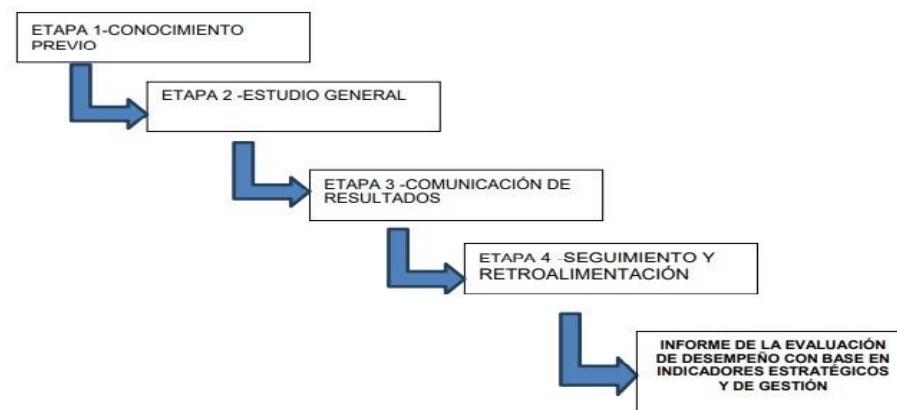 ETAPA 1-CONOCIMIENTO
PREVIO
ETAPA 2 -ESTUDIO GENERAL
ETAPA 3 -COMUNICACIÓN DE
RESULTADOS
ETAPA 4 -SEGUIMIENTO Y
RETROALIMENTACIÓN
INFORME DE LA EVALUACIÓN
DE DESEMPEÑO CON BASE EN
INDICADORES ESTRATÉGICOS
Y DE GESTIÓN